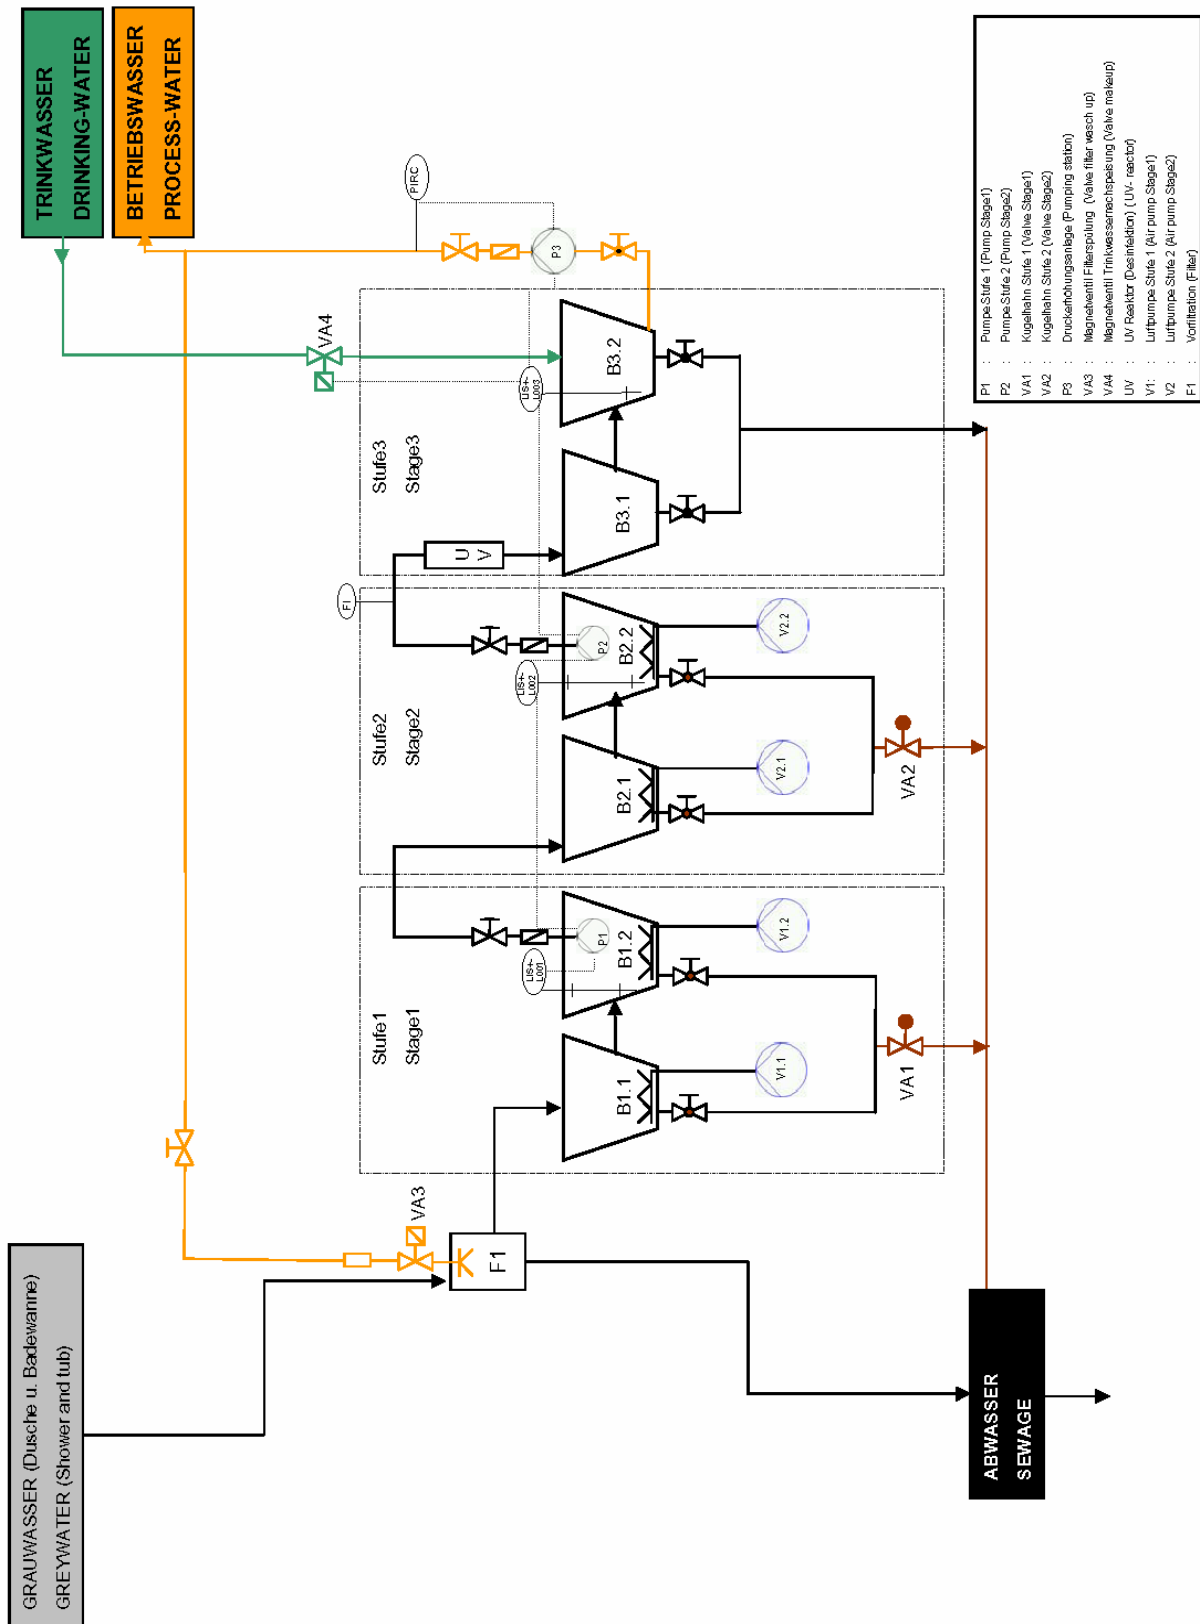 GRAUWASSER (Dusche u. Badewanne)
GREYWATER (Shower and tub)
TRINKWASSER
DRINKING-WATER
BETRIEBSWASSER
PROCESS-WATER
VA3
F1
VA4
PIRC
P3
FI
Stufe1
Stage1
Stufe2
Stage2
Stufe3
Stage3
U V
LIS+-
L001
LIS+-
L002
LIS+-
L003
P1
P2
B1.1
B1.2
B2.1
B2.2
B3.1
B3.2
V1.1
V1.2
V2.1
V2.2
VA1
VA2
ABWASSER
SEWAGE
P1 : Pumpe Stufe 1 (Pump Stage1)
P2 : Pumpe Stufe 2 (Pump Stage2)
VA1 : Kugelhahn Stufe 1 (Valve Stage1)
VA2 : Kugelhahn Stufe 2 (Valve Stage2)
P3 : Druckerhöhungsanlage (Pumping station)
VA3 : Magnetventil Filterspülung (Valve filter wasch up)
VA4 : Magnetventil Trinkwassernachspeisung (Valve makeup)
UV : UV Reaktor (Desinfektion) ( UV- reactor)
V1: : Luftpumpe Stufe 1 (Air pump Stage1)
V2 : Luftpumpe Stufe 2 (Air pump Stage2)
F1 : Vorfiltration (Filter)